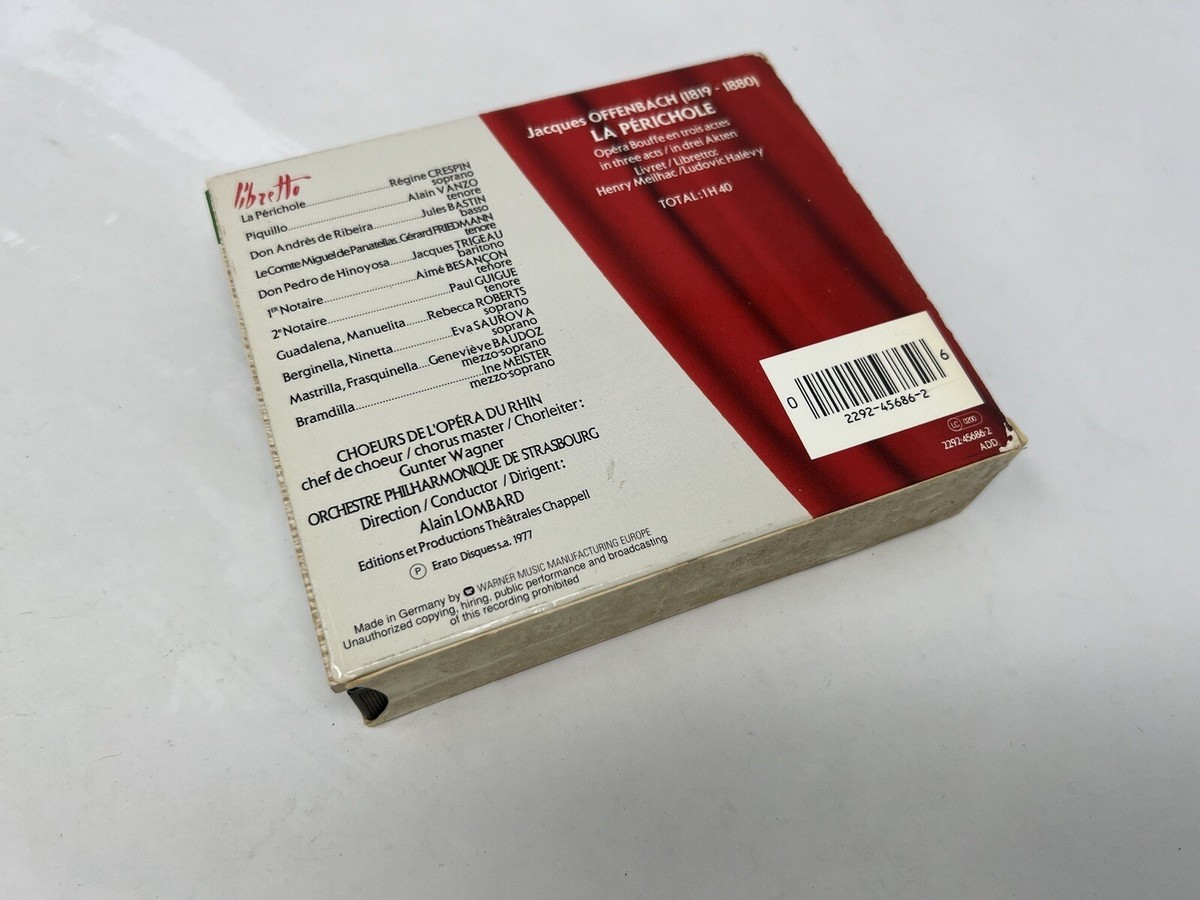 libretto
La Périchole..........Régine CRESPIN
soprano
Piquillo..........Alain VANZO
tenore
Don Andrès de Ribeira..........Jules BASTIN
basso
Le Comte Miguel de Panatellas..Gérard FRIEDMANN
tenore
Don Pedro de Hinoyosa..........Jacques TRIGEAU
baritono
1er Notaire..........Aimé BESANÇON
tenore
2e Notaire..........Paul GUIGUE
tenore
Guadalena, Manuelita..........Rebecca ROBERTS
soprano
Berginella, Ninetta..........Eva SAUROVA
soprano
Mastrilla, Frasquinella....Geneviève BAUDOZ
mezzo-soprano
Bramdilla..........Ine MEISTER
mezzo-soprano
CHOEURS DE L'OPÉRA DU RHIN
chef de choeur / chorus master / Chorleiter:
Gunter Wagner
ORCHESTRE PHILHARMONIQUE DE STRASBOURG
Direction / Conductor / Dirigent:
Alain LOMBARD
Editions et Productions Théâtrales Chappell
Ⓟ Erato Disques s.a. 1977
Made in Germany by WARNER MUSIC MANUFACTURING EUROPE
Unauthorized copying, hiring, public performance and broadcasting
of this recording prohibited
Jacques OFFENBACH (1819 - 1880)
LA PÉRICHOLE
Opéra Bouffe en trois actes
in three acts / in drei Akten
Livret / Libretto:
Henry Meilhac / Ludovic Halévy
TOTAL: 1 H 40
0 2292-45686-2 6
LC 0200
2292-45686-2
ADD